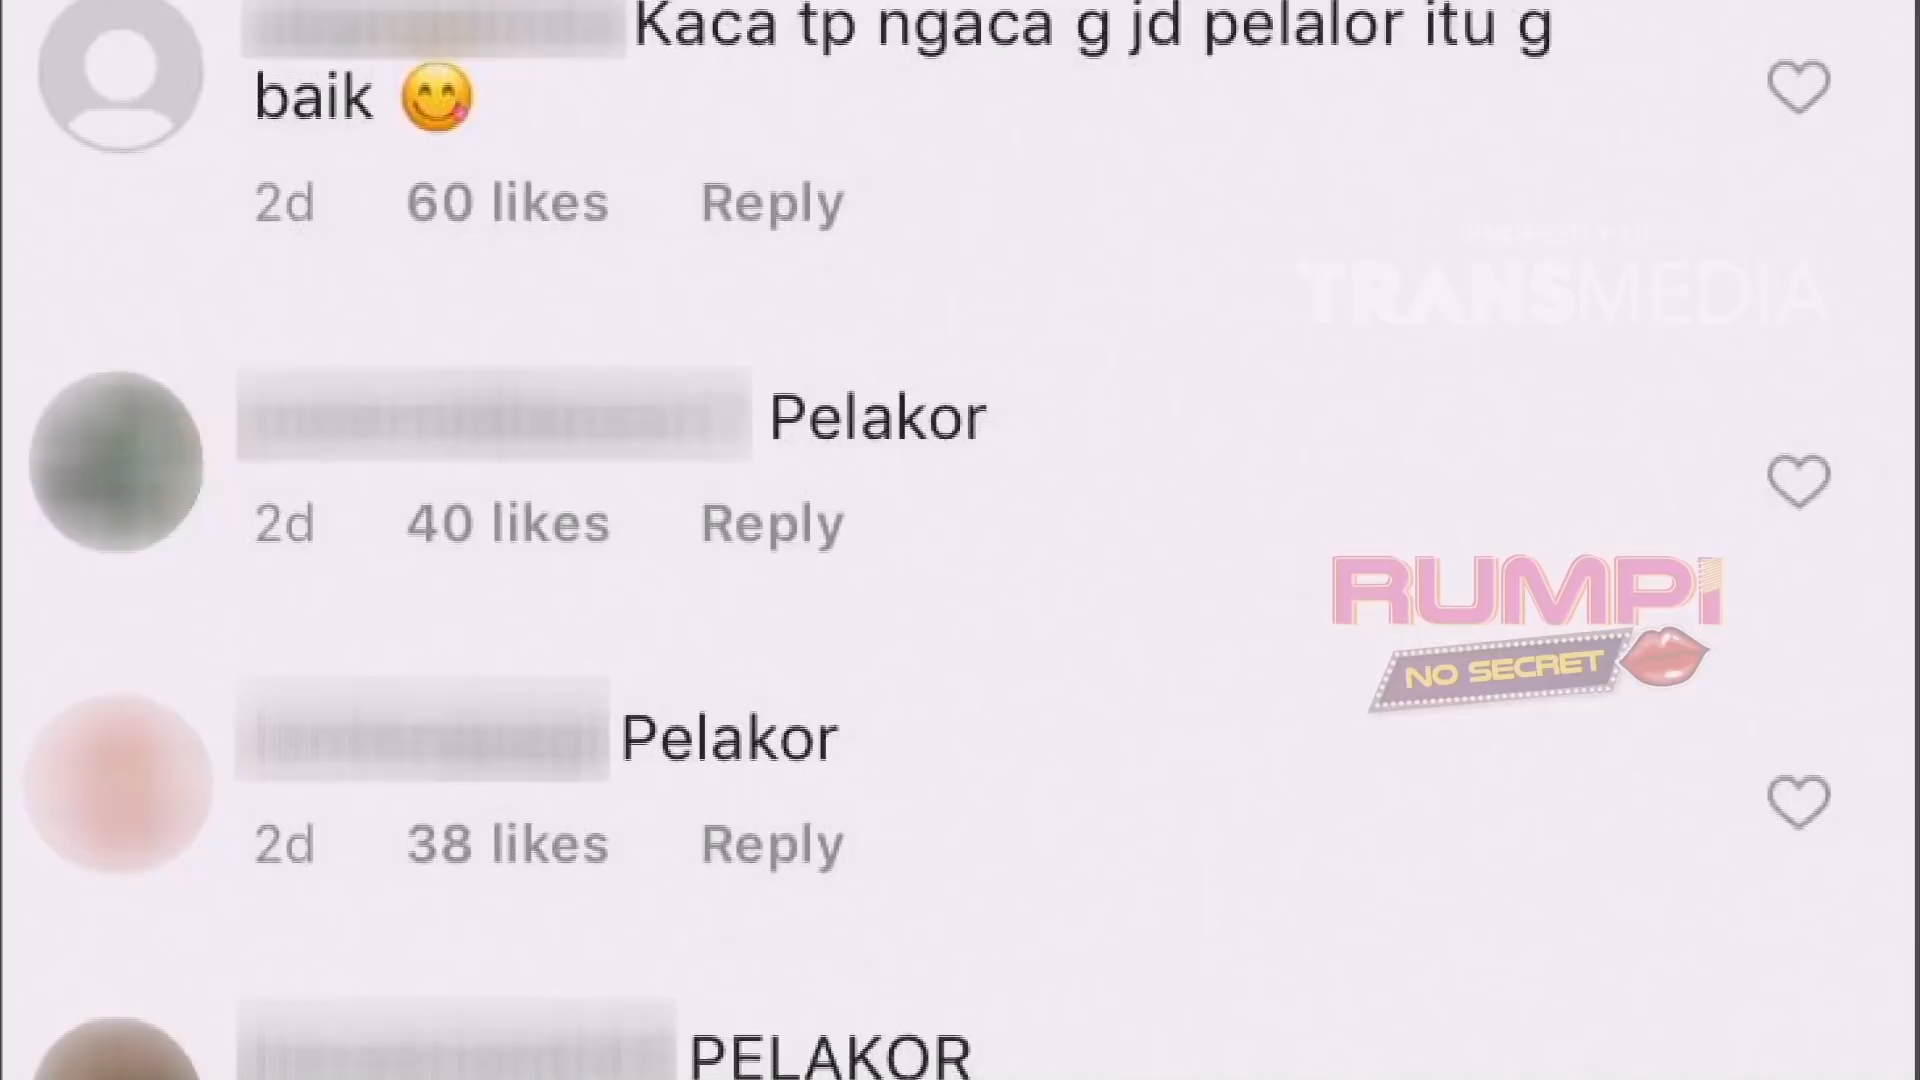 Kaca tp ngaca g jd pelalor itu g
baik 😋
2d 60 likes Reply
TRANSMEDIA
Pelakor
2d 40 likes Reply
RUMPI
NO SECRET
Pelakor
2d 38 likes Reply
PELAKOR